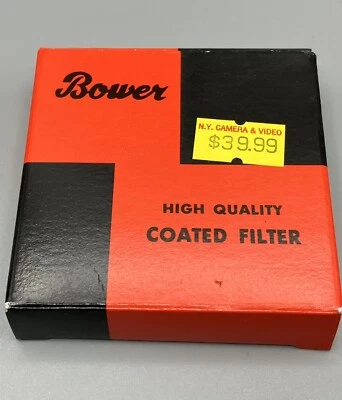 Bower
N.Y. CAMERA & VIDEO
$39.99
HIGH QUALITY
COATED FILTER